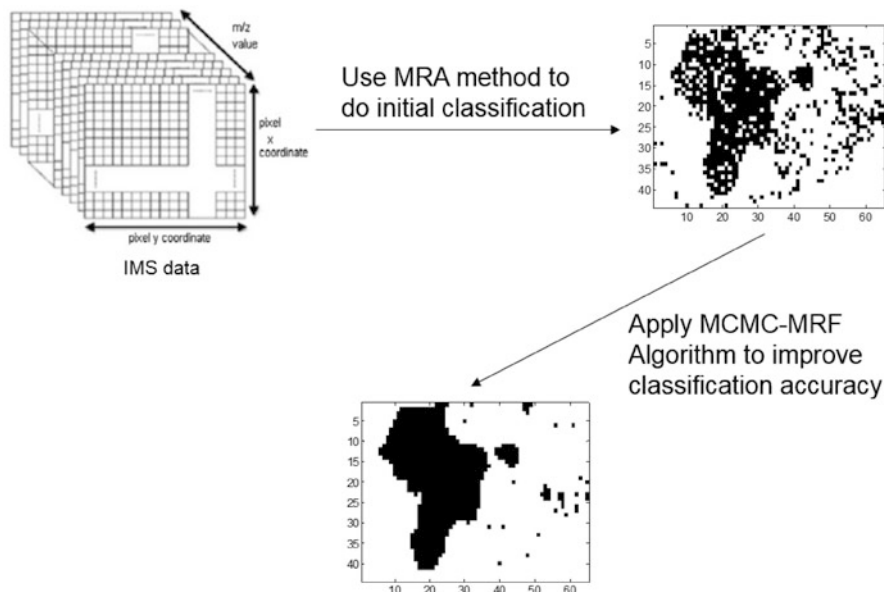 m/z
value
pixel
x
coordinate
pixel y coordinate
IMS data
Use MRA method to
do initial classification
5
10
15
20
25
30
35
40
10 20 30 40 50 60
Apply MCMC-MRF
Algorithm to improve
classification accuracy
5
10
15
20
25
30
35
40
10 20 30 40 50 60